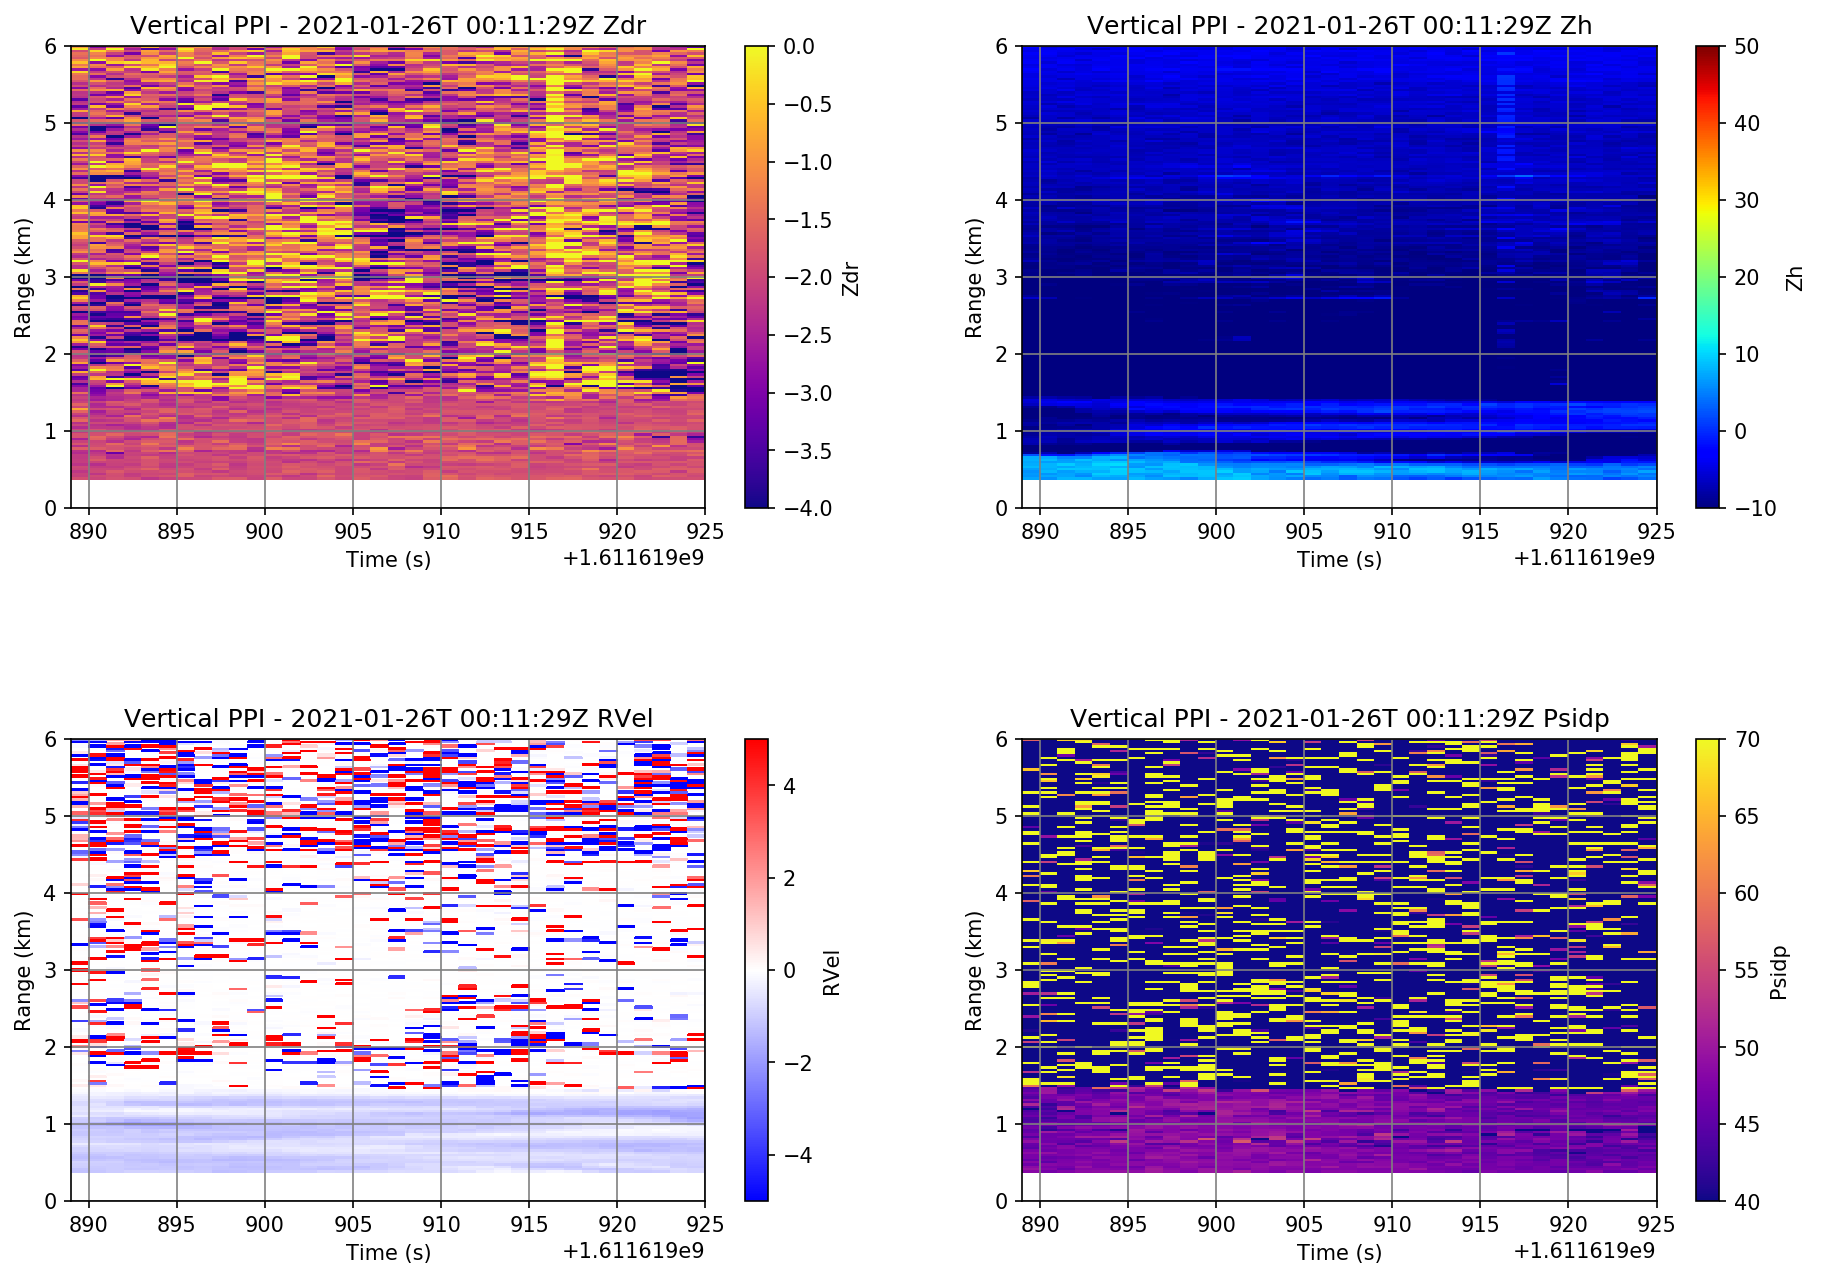 Vertical PPI - 2021-01-26T 00:11:29Z Zdr
6
5
4
3
2
1
0
Range (km)
890 895 900 905 910 915 920 925
Time (s)
+1.611619e9
0.0
−0.5
−1.0
−1.5
−2.0
−2.5
−3.0
−3.5
−4.0
Zdr
Vertical PPI - 2021-01-26T 00:11:29Z Zh
6
5
4
3
2
1
0
Range (km)
890 895 900 905 910 915 920 925
Time (s)
+1.611619e9
50
40
30
20
10
0
−10
Zh
Vertical PPI - 2021-01-26T 00:11:29Z RVel
6
5
4
3
2
1
0
Range (km)
890 895 900 905 910 915 920 925
Time (s)
+1.611619e9
4
2
0
−2
−4
RVel
Vertical PPI - 2021-01-26T 00:11:29Z Psidp
6
5
4
3
2
1
0
Range (km)
890 895 900 905 910 915 920 925
Time (s)
+1.611619e9
70
65
60
55
50
45
40
Psidp